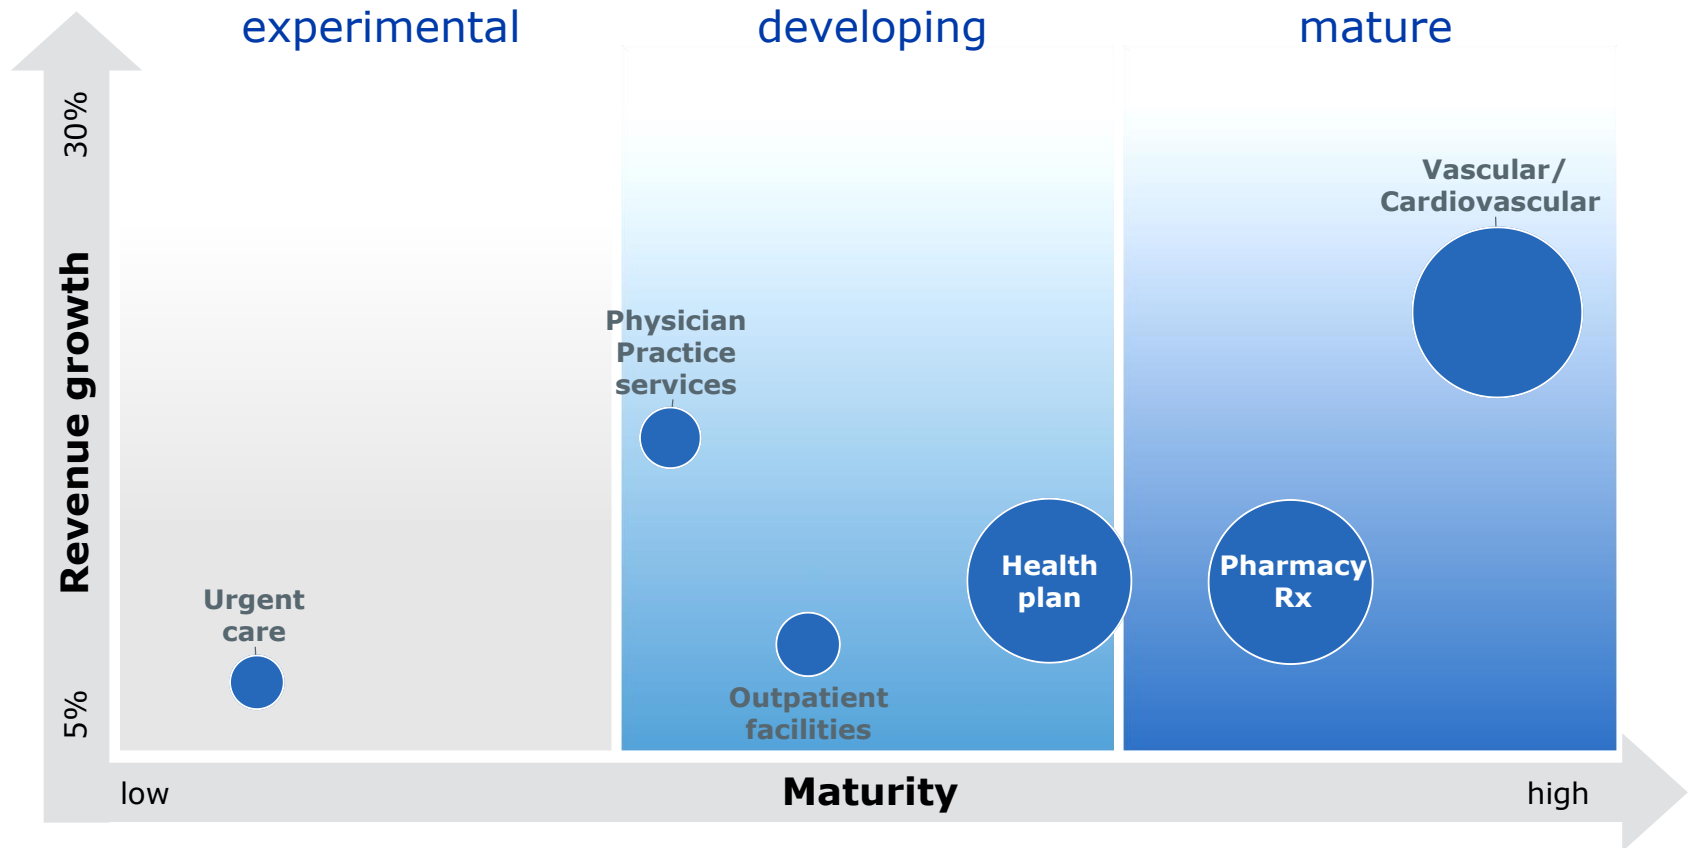 experimental
developing
mature
30%
Revenue growth
5%
Vascular/
Cardiovascular
Physician
Practice
services
Health
plan
Pharmacy
Rx
Urgent
care
Outpatient
facilities
low
Maturity
high